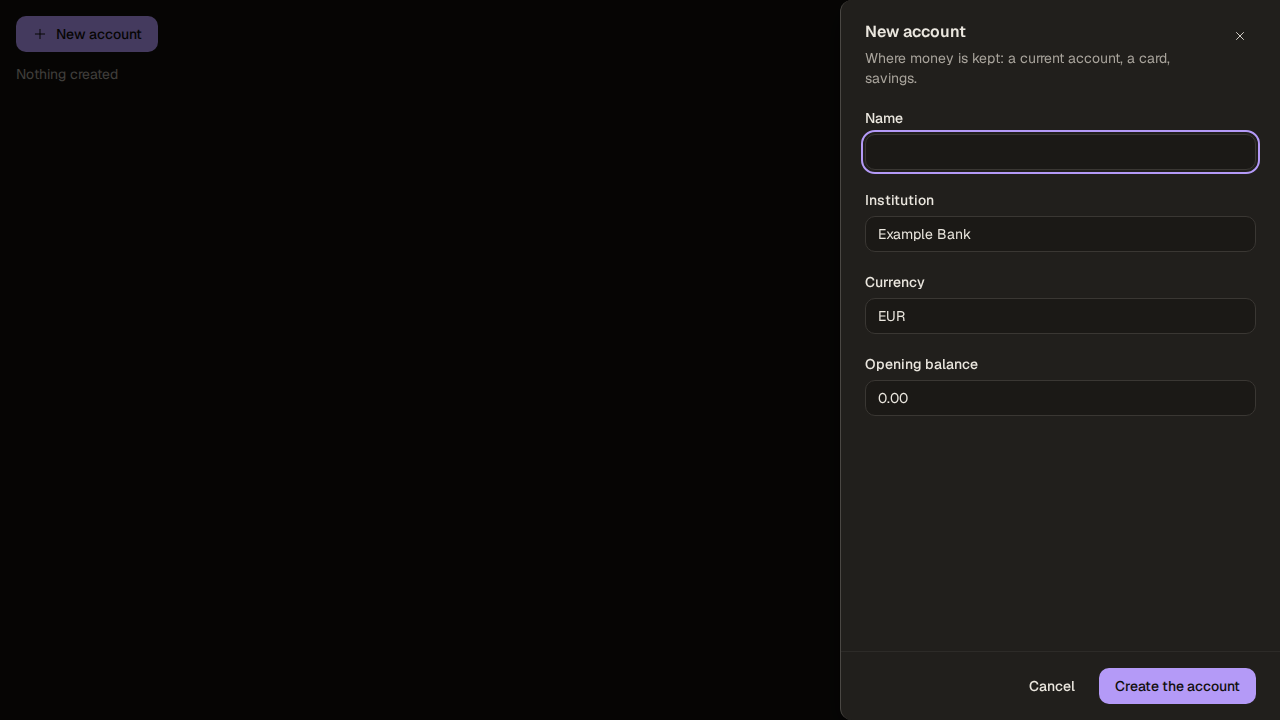 New account
Nothing created
New account
Where money is kept: a current account, a card,
savings.
Name
Institution
Example Bank
Currency
EUR
Opening balance
0.00
Cancel
Create the account